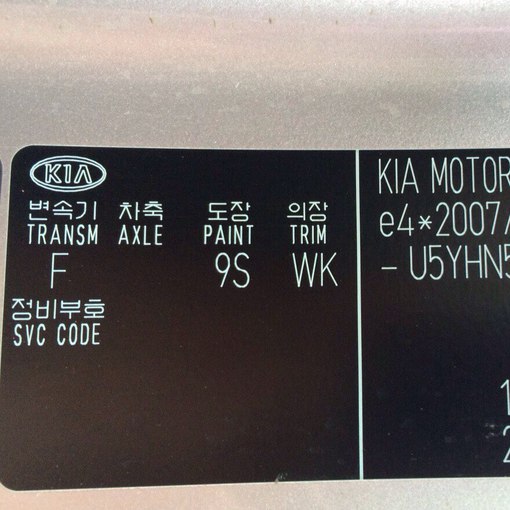 KIA
변속기 차축 도장 의장
TRANSM AXLE PAINT TRIM
F 9S WK
정비부호
SVC CODE
KIA MOTOR
e4*2007/
- U5YHN5
1
2